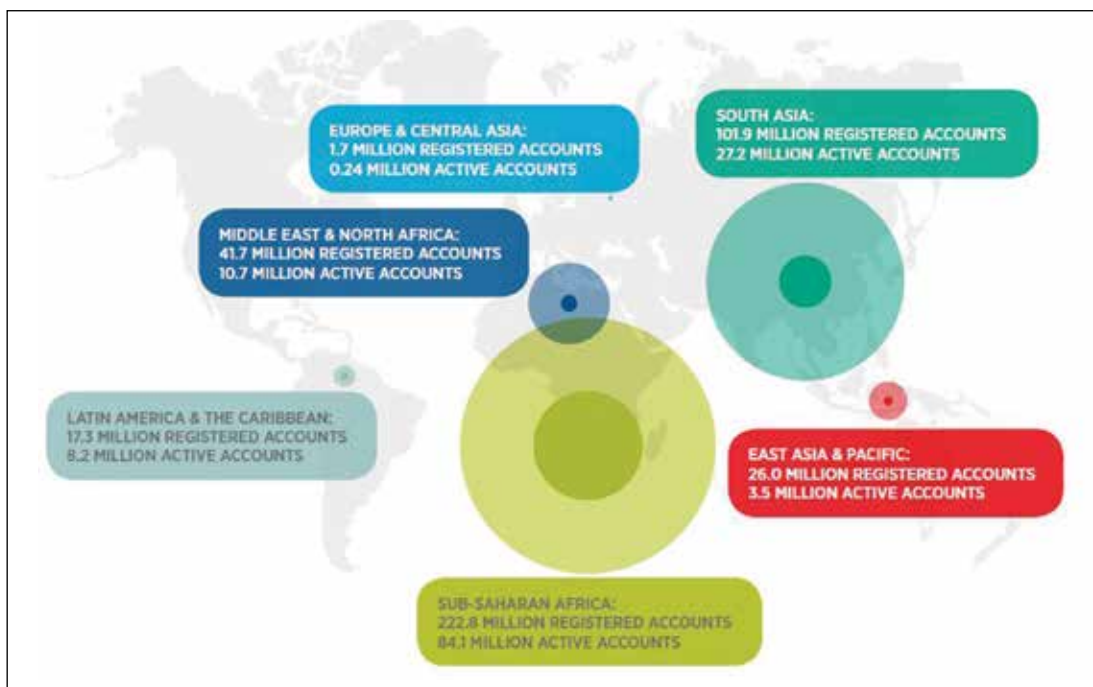 EUROPE & CENTRAL ASIA:
1.7 MILLION REGISTERED ACCOUNTS
0.24 MILLION ACTIVE ACCOUNTS
SOUTH ASIA:
101.9 MILLION REGISTERED ACCOUNTS
27.2 MILLION ACTIVE ACCOUNTS
MIDDLE EAST & NORTH AFRICA:
41.7 MILLION REGISTERED ACCOUNTS
10.7 MILLION ACTIVE ACCOUNTS
LATIN AMERICA & THE CARIBBEAN:
17.3 MILLION REGISTERED ACCOUNTS
8.2 MILLION ACTIVE ACCOUNTS
EAST ASIA & PACIFIC:
26.0 MILLION REGISTERED ACCOUNTS
3.5 MILLION ACTIVE ACCOUNTS
SUB-SAHARAN AFRICA:
222.8 MILLION REGISTERED ACCOUNTS
84.1 MILLION ACTIVE ACCOUNTS